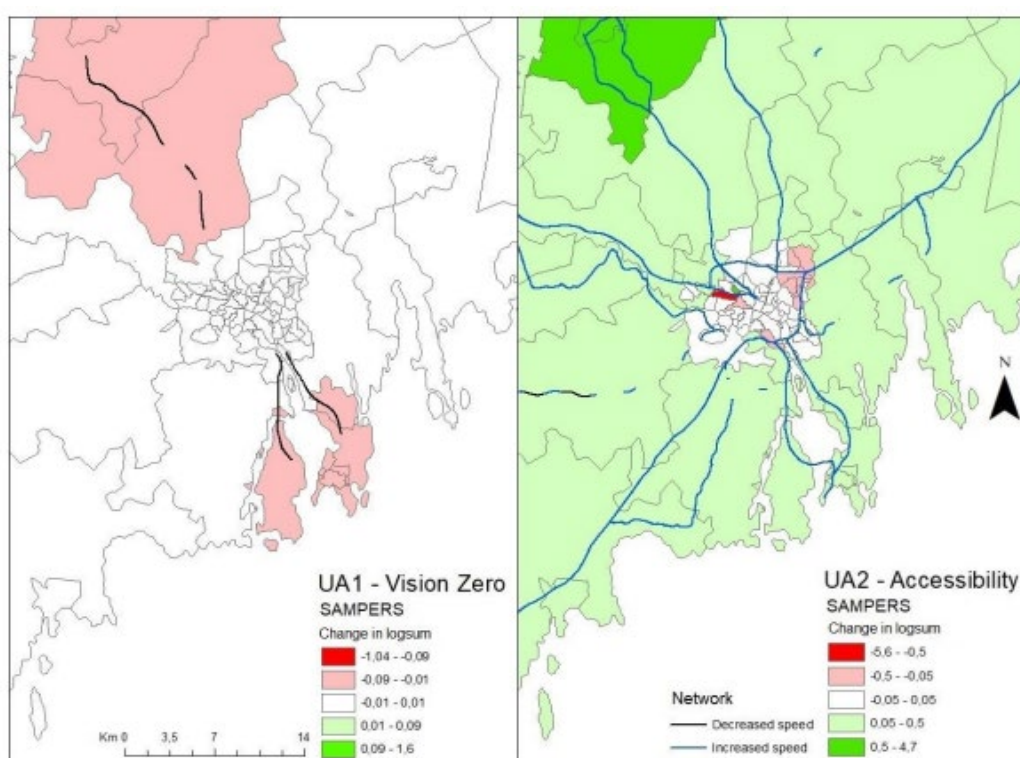 UA1 - Vision Zero
SAMPERS
Change in logsum
-1,04 - -0,09
-0,09 - -0,01
-0,01 - 0,01
0,01 - 0,09
0,09 - 1,6
Km 0 3,5 7 14
N
UA2 - Accessibility
SAMPERS
Change in logsum
-5,6 - -0,5
-0,5 - -0,05
-0,05 - 0,05
0,05 - 0,5
0,5 - 4,7
Network
Decreased speed
Increased speed